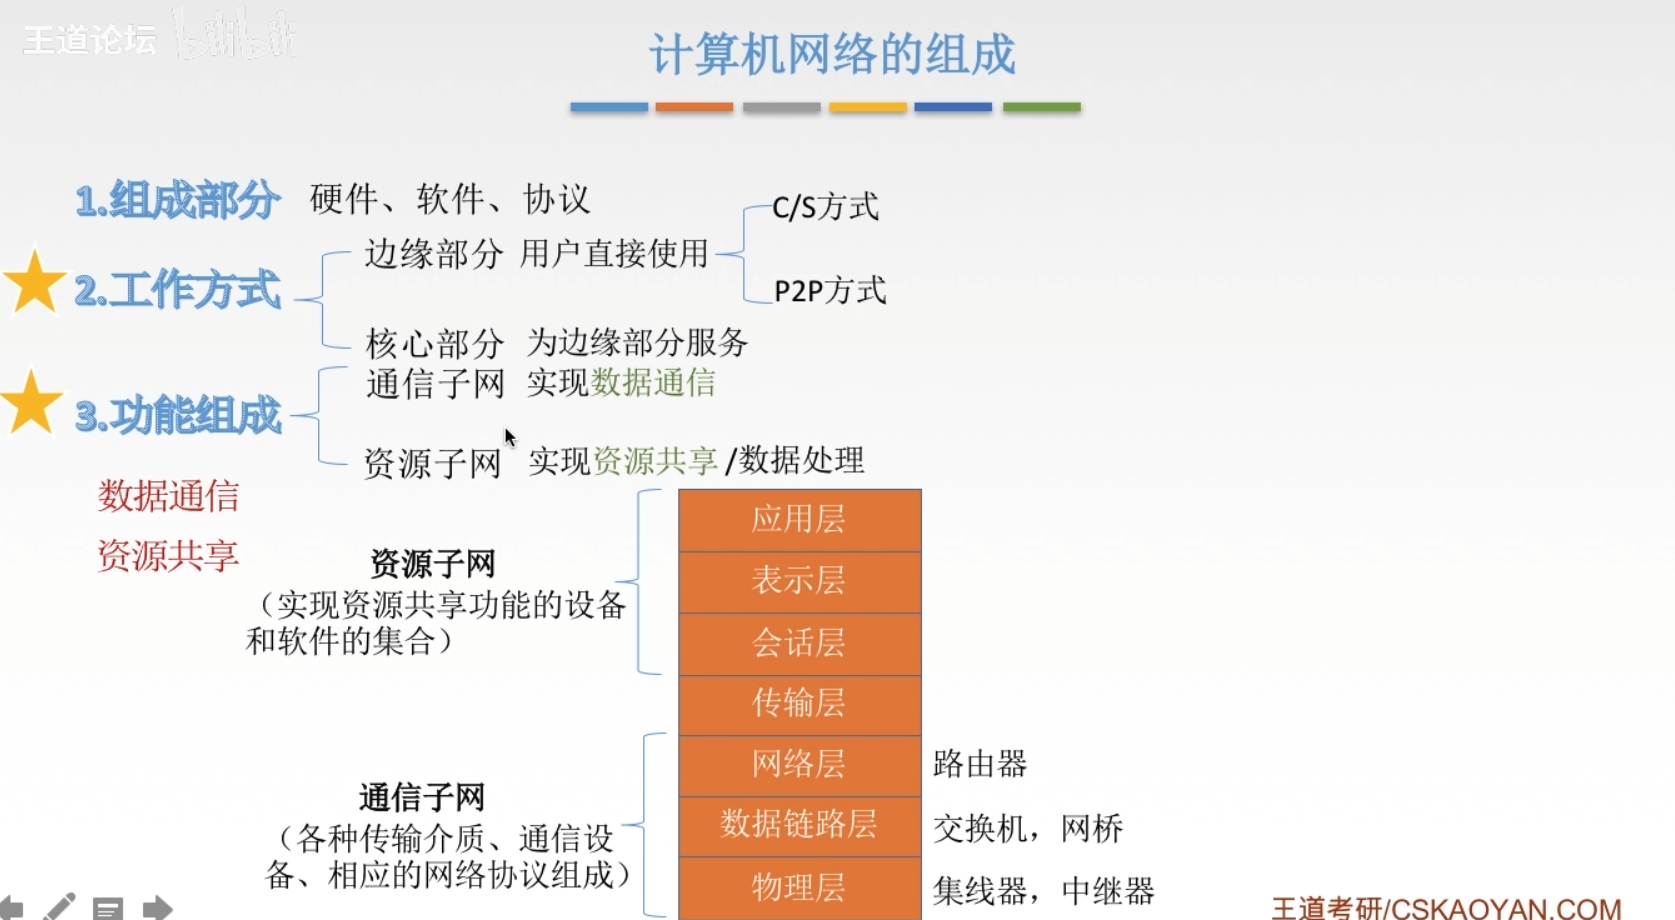 王道论坛 bilibili
计算机网络的组成
1.组成部分 硬件、软件、协议
C/S方式
边缘部分 用户直接使用
2.工作方式
P2P方式
核心部分 为边缘部分服务
通信子网 实现数据通信
3.功能组成
资源子网 实现资源共享/数据处理
数据通信
资源共享
资源子网
（实现资源共享功能的设备
和软件的集合）
应用层
表示层
会话层
传输层
网络层 路由器
通信子网
（各种传输介质、通信设
备、相应的网络协议组成）
数据链路层 交换机，网桥
物理层 集线器，中继器
王道考研/CSKAOYAN.COM